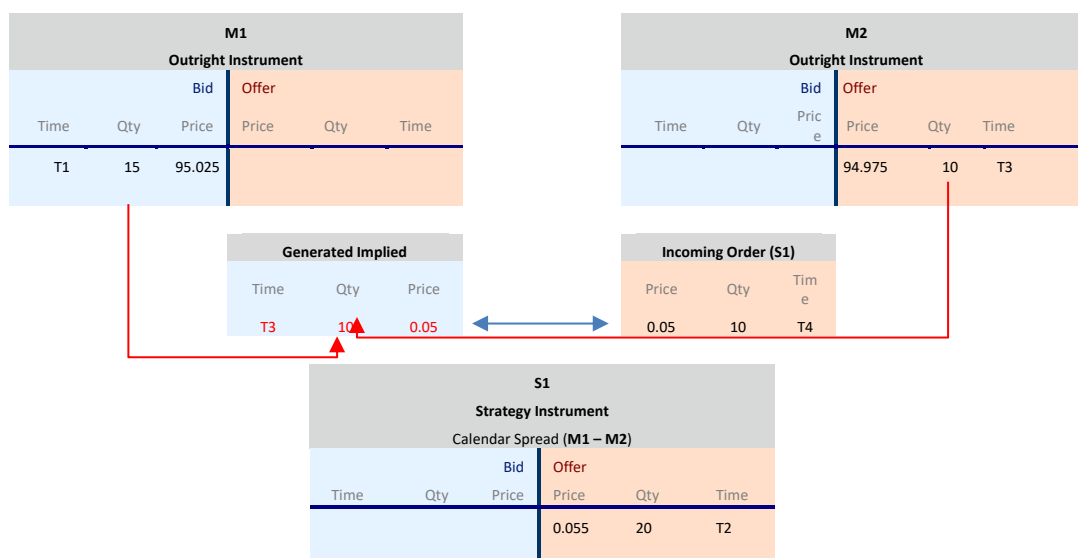 M1
Outright Instrument
Bid Offer
Time Qty Price Price Qty Time
T1 15 95.025
M2
Outright Instrument
Bid Offer
Time Qty Pric
e Price Qty Time
94.975 10 T3
Generated Implied
Time Qty Price
T3 10 0.05
Incoming Order (S1)
Price Qty Tim
e
0.05 10 T4
S1
Strategy Instrument
Calendar Spread (M1 – M2)
Bid Offer
Time Qty Price Price Qty Time
0.055 20 T2